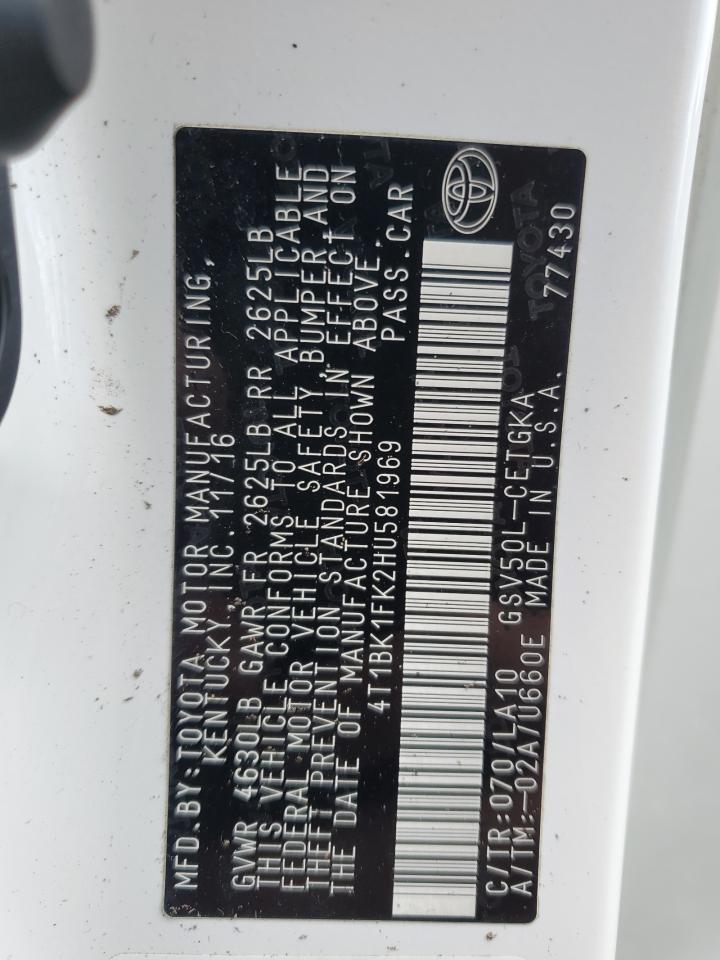 MFD.BY:TOYOTA MOTOR MANUFACTURING,
KENTUCKY INC. 11/16
GVWR 4630LB GAWR FR 2625LB RR 2625LB
THIS VEHICLE CONFORMS TO ALL APPLICABLE
FEDERAL MOTOR VEHICLE SAFETY, BUMPER AND
THEFT PREVENTION STANDARDS IN EFFECT ON
THE DATE OF MANUFACTURE SHOWN ABOVE.
4T1BK1FK2HU581969 PASS.CAR
C/TR:070/LA10 GSV50L-CETGKA
A/TM:-02A/U660E MADE IN U.S.A. 77430
TOYOTA